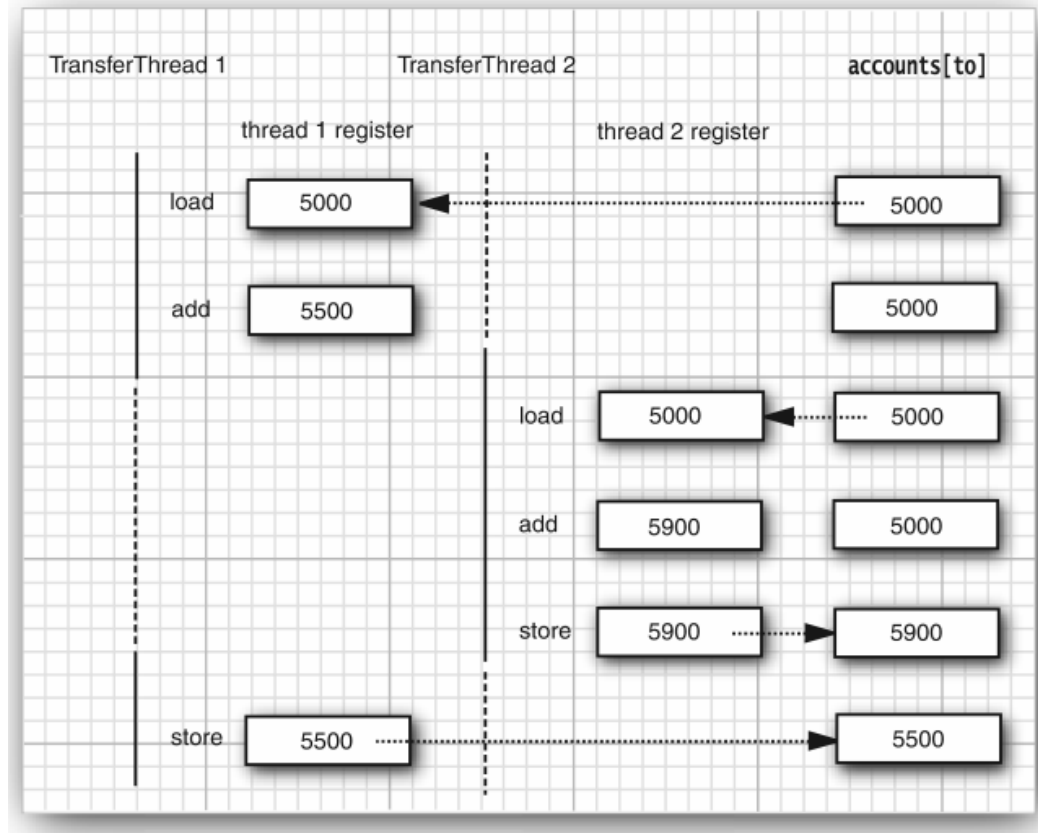 TransferThread 1 TransferThread 2 accounts[to]
thread 1 register thread 2 register
load 5000 5000
add 5500 5000
load 5000 5000
add 5900 5000
store 5900 5900
store 5500 5500